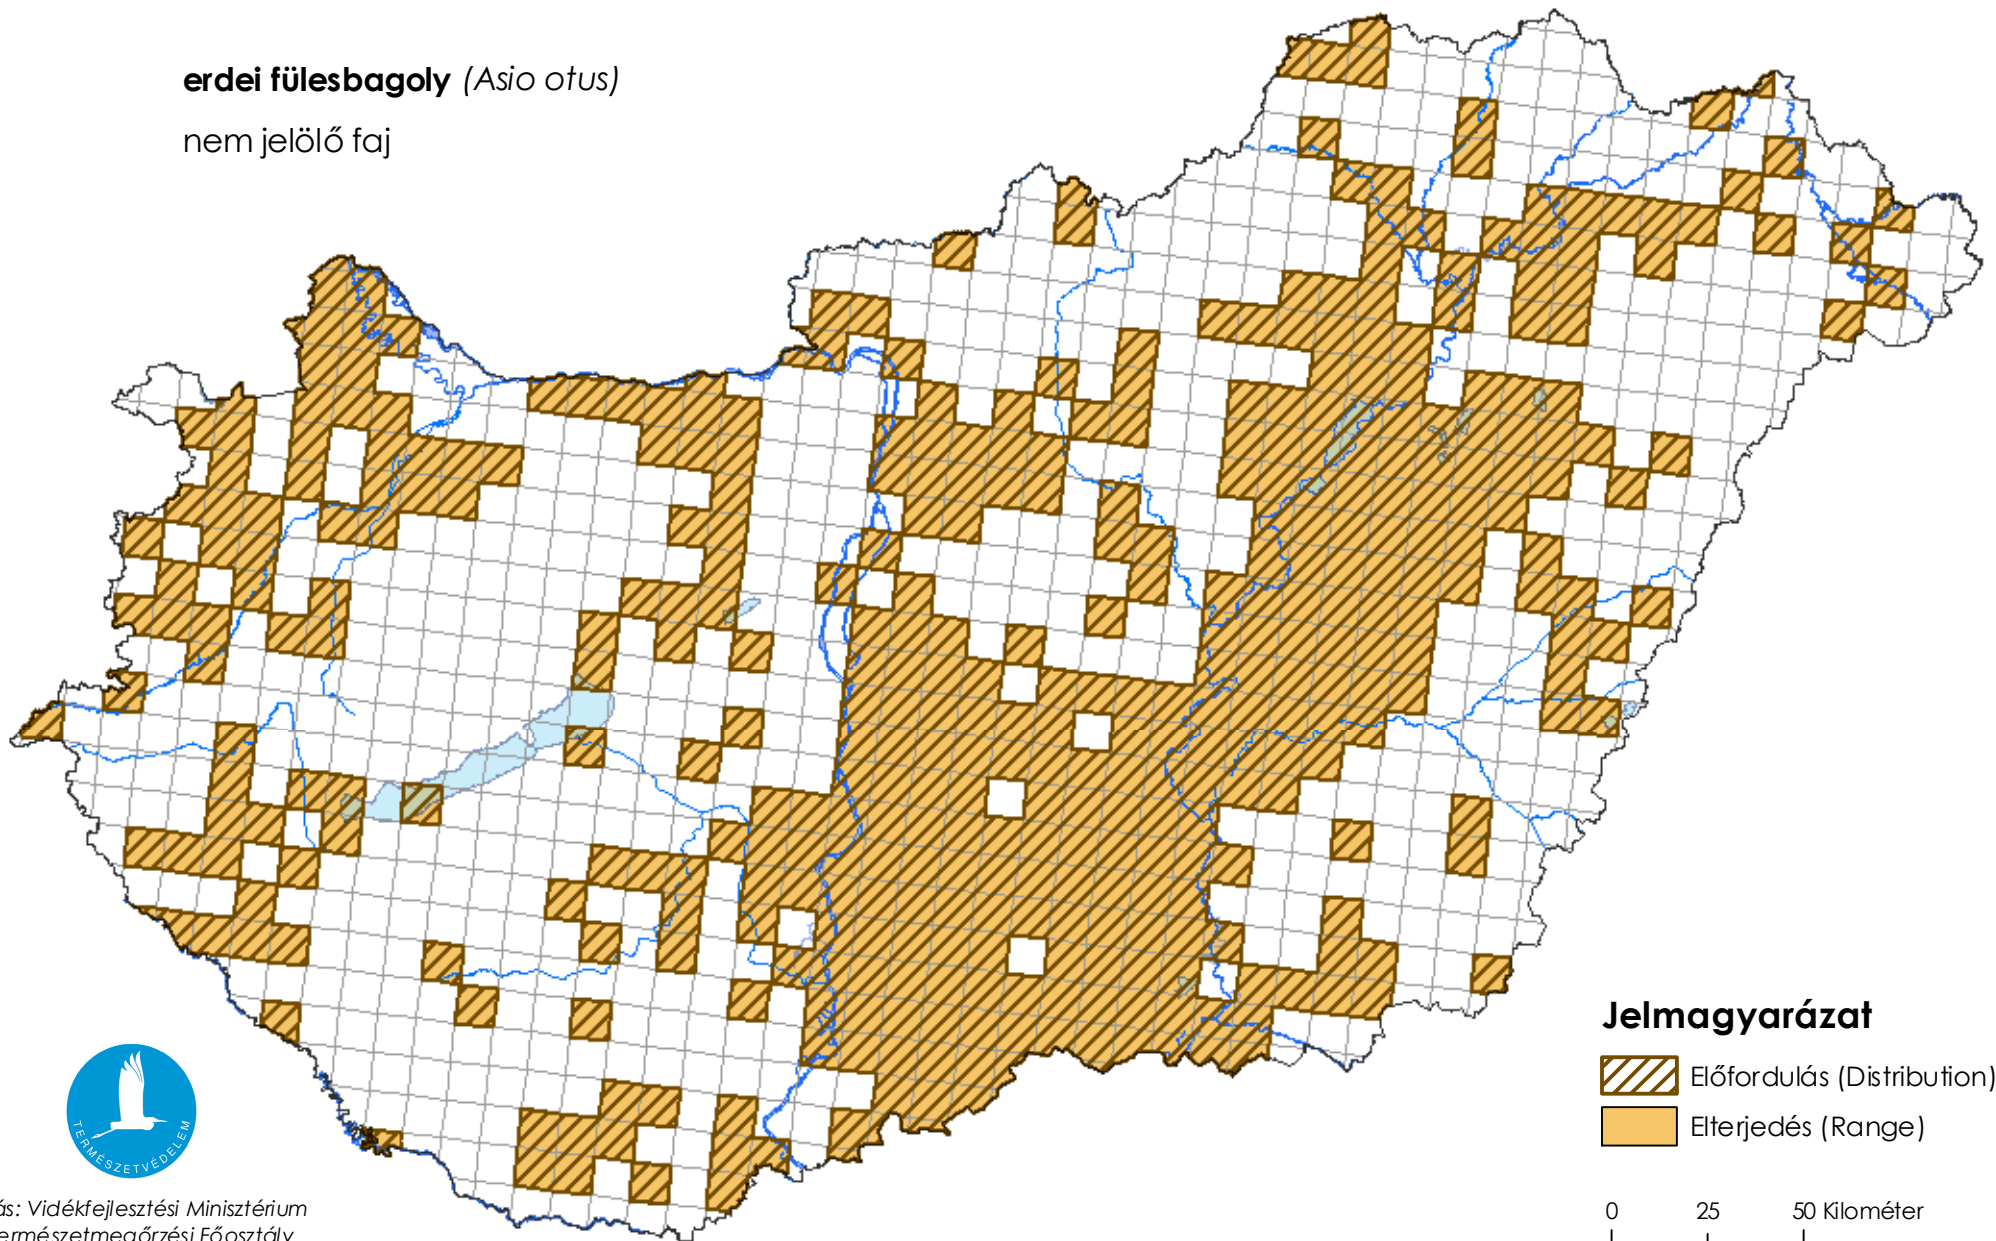 erdei fülesbagoly (Asio otus)
nem jelölő faj
Jelmagyarázat
Előfordulás (Distribution)
Elterjedés (Range)
0 25 50 Kilométer
TERMÉSZETVÉDELEM
ás: Vidékfejlesztési Minisztérium
ermészetmegőrzési Főosztály